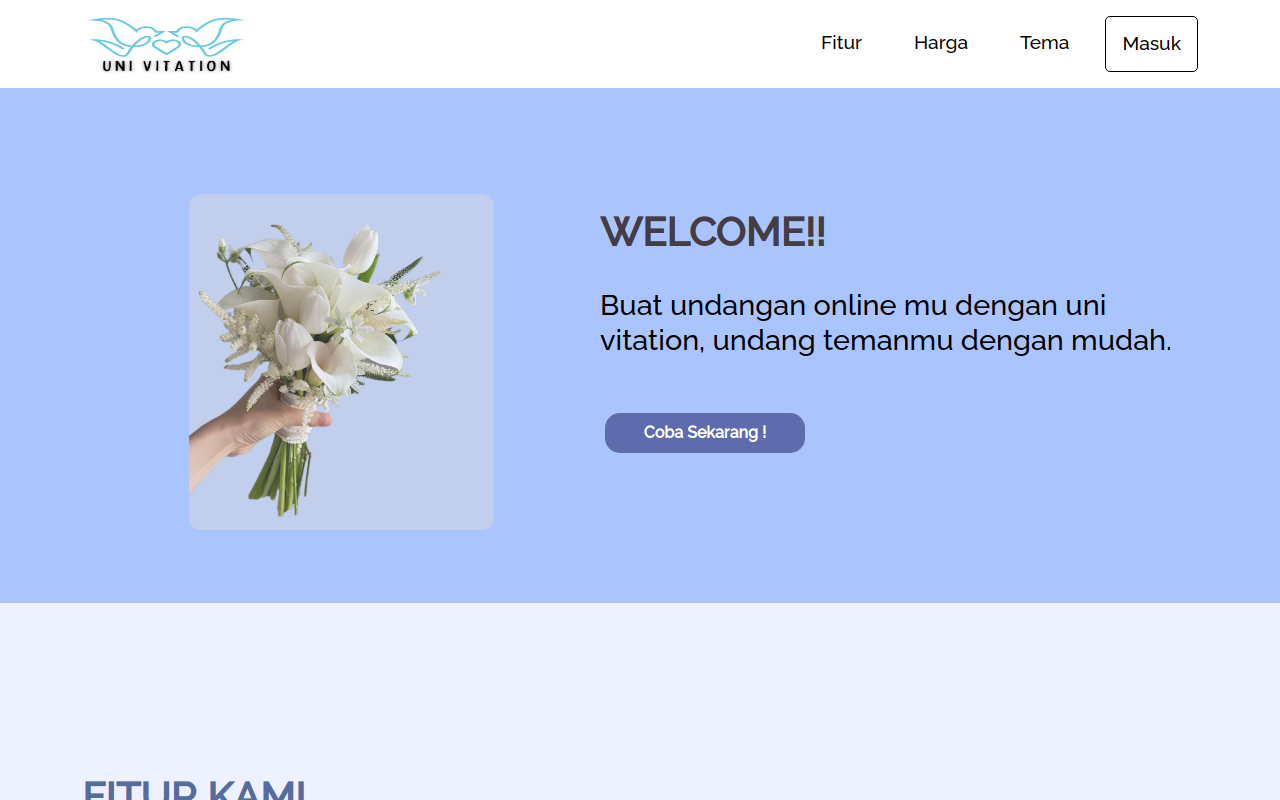 UNI VITATION
Fitur
Harga
Tema
Masuk
WELCOME!!
Buat undangan online mu dengan uni
vitation, undang temanmu dengan mudah.
Coba Sekarang !
FITUR KAMI